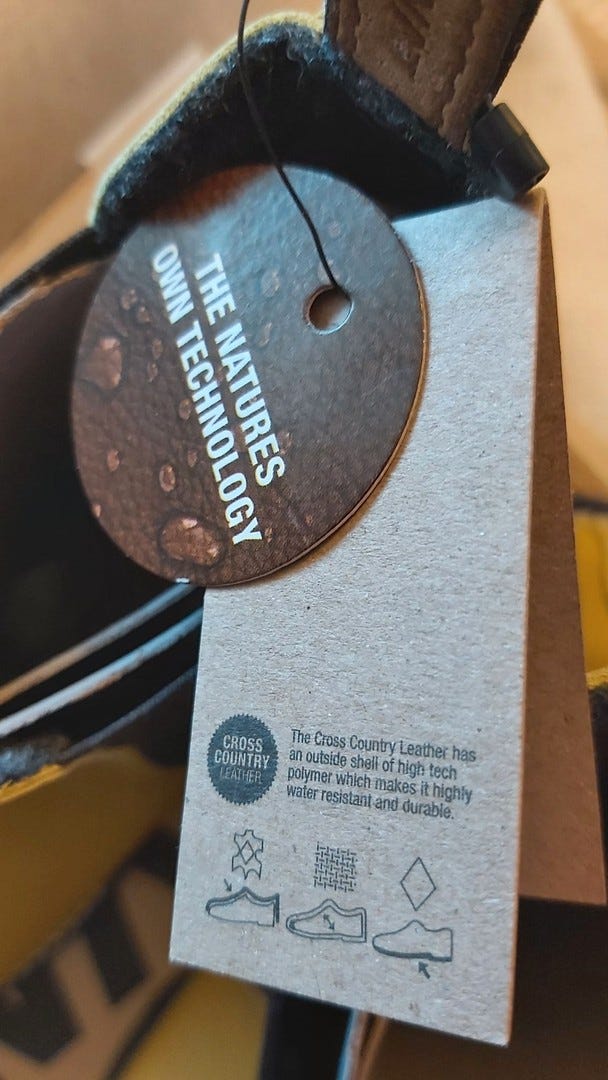 THE NATURES
OWN TECHNOLOGY
CROSS
COUNTRY
LEATHER
The Cross Country Leather has
an outside shell of high tech
polymer which makes it highly
water resistant and durable.